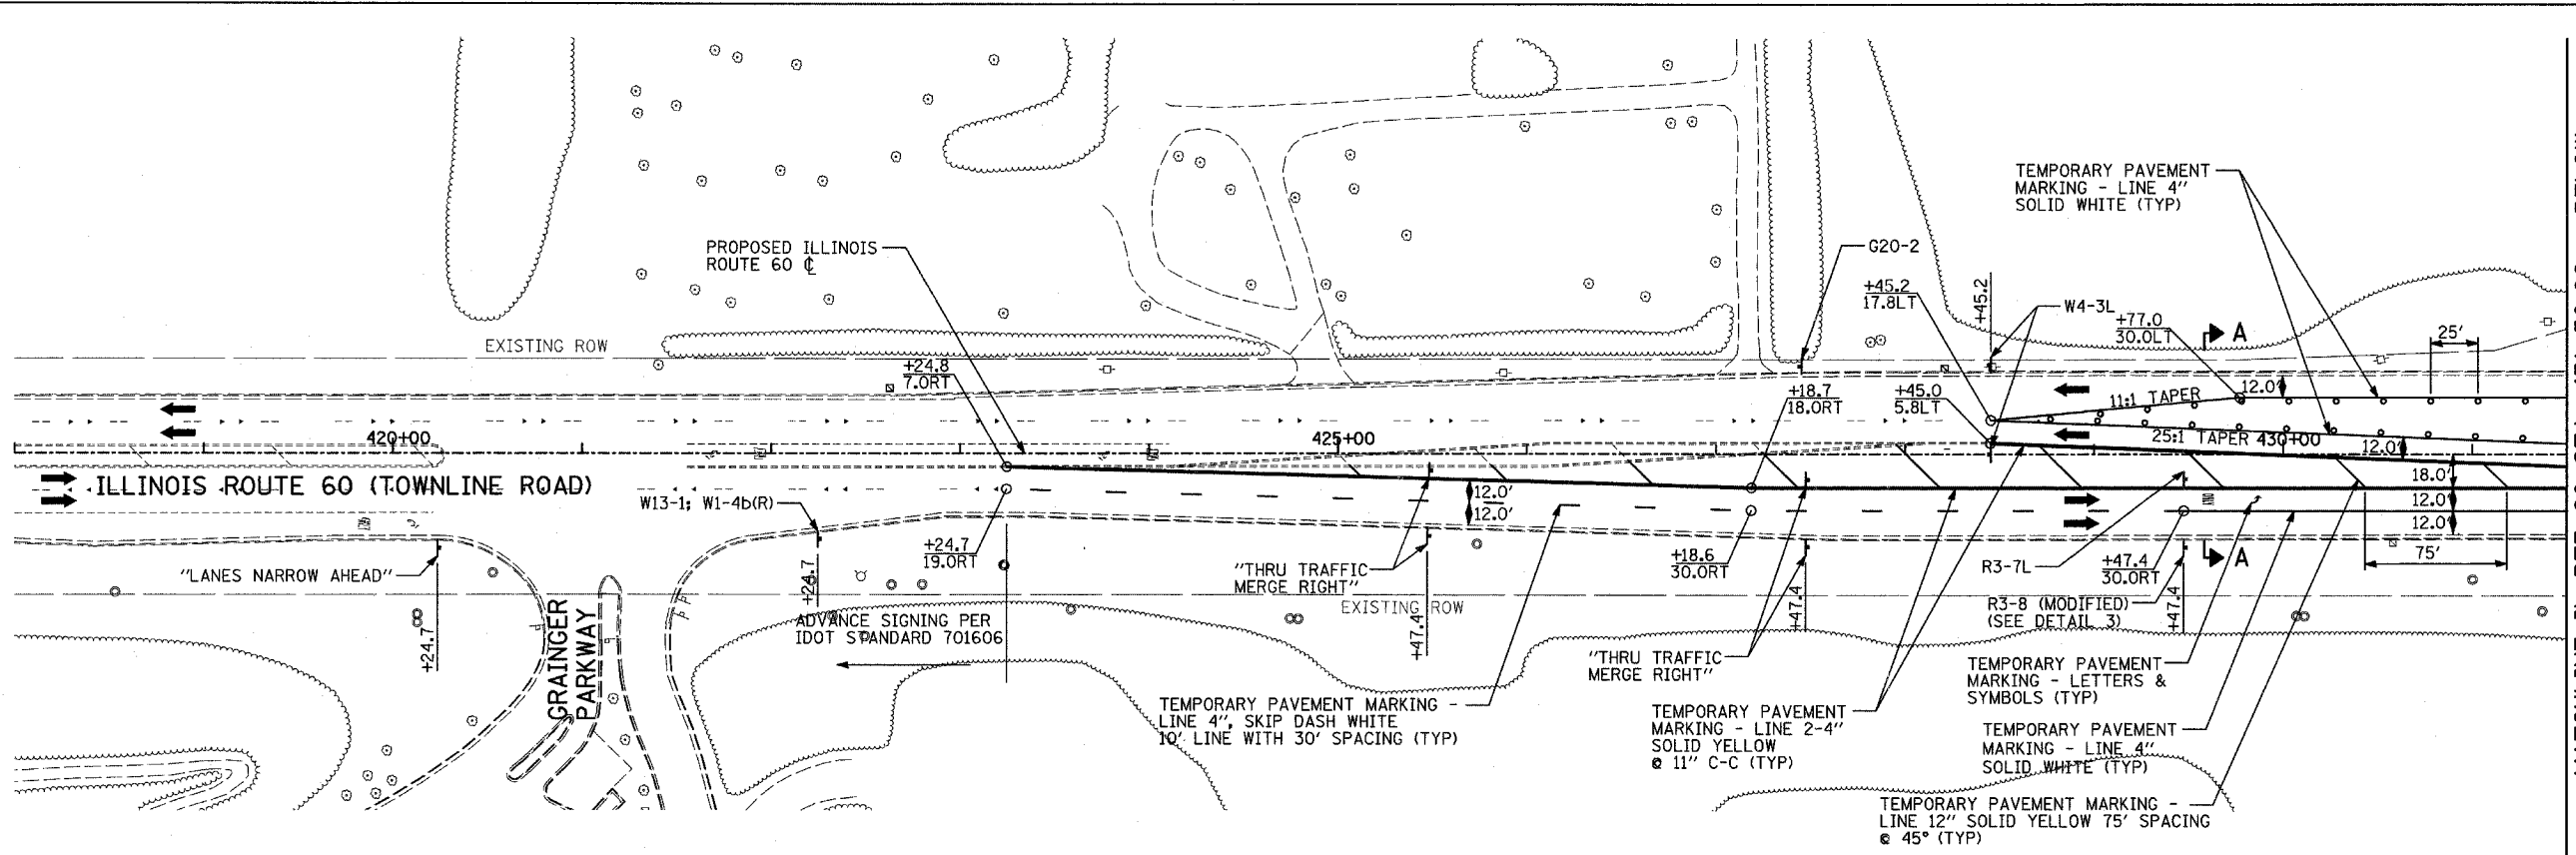 TEMPORARY PAVEMENT
MARKING - LINE 4"
SOLID WHITE (TYP)
PROPOSED ILLINOIS
ROUTE 60 ℄
G20-2
+45.2
17.8LT
+45.2
W4-3L
+77.0
30.0LT
A
25'
EXISTING ROW
+24.8
7.0RT
+18.7
18.0RT
+45.0
5.8LT
11:1 TAPER
12.0'
420+00
425+00
25:1 TAPER
430+00
12.0'
ILLINOIS ROUTE 60 (TOWNLINE ROAD)
18.0'
12.0'
12.0'
12.0'
12.0'
W13-1; W1-4b(R)
+24.7
19.0RT
+24.7
"LANES NARROW AHEAD"
+24.7
"THRU TRAFFIC
MERGE RIGHT"
+18.6
30.0RT
R3-7L
+47.4
30.0RT
A
75'
EXISTING ROW
R3-8 (MODIFIED)
(SEE DETAIL 3)
+47.4
+47.4
+47.4
ADVANCE SIGNING PER
IDOT STANDARD 701606
GRAINGER
PARKWAY
"THRU TRAFFIC
MERGE RIGHT"
TEMPORARY PAVEMENT
MARKING - LETTERS &
SYMBOLS (TYP)
TEMPORARY PAVEMENT MARKING -
LINE 4", SKIP DASH WHITE
10' LINE WITH 30' SPACING (TYP)
TEMPORARY PAVEMENT
MARKING - LINE 2-4"
SOLID YELLOW
@ 11" C-C (TYP)
TEMPORARY PAVEMENT
MARKING - LINE 4"
SOLID WHITE (TYP)
TEMPORARY PAVEMENT MARKING -
LINE 12" SOLID YELLOW 75' SPACING
@ 45° (TYP)